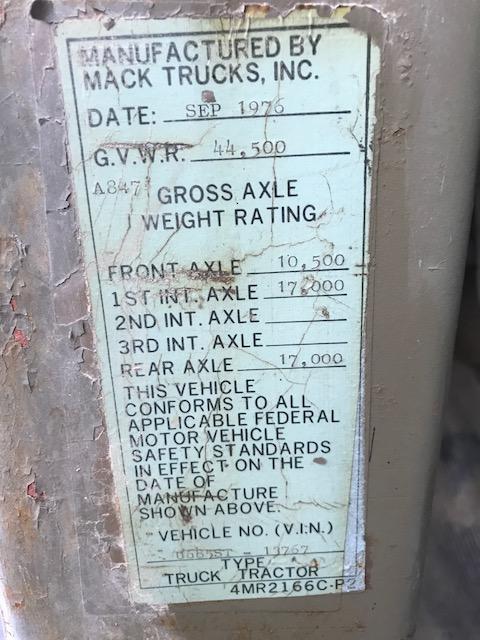 MANUFACTURED BY
MACK TRUCKS, INC.
DATE: SEP 1976
G.V.W.R. 44,500
A847 GROSS AXLE
WEIGHT RATING
FRONT AXLE 10,500
1ST INT. AXLE 17,000
2ND INT. AXLE
3RD INT. AXLE
REAR AXLE 17,000
THIS VEHICLE
CONFORMS TO ALL
APPLICABLE FEDERAL
MOTOR VEHICLE
SAFETY STANDARDS
IN EFFECT ON THE
DATE OF
MANUFACTURE
SHOWN ABOVE.
VEHICLE NO. (V.I.N.)
- 13767
TYPE
TRUCK TRACTOR
4MR2166C-P2